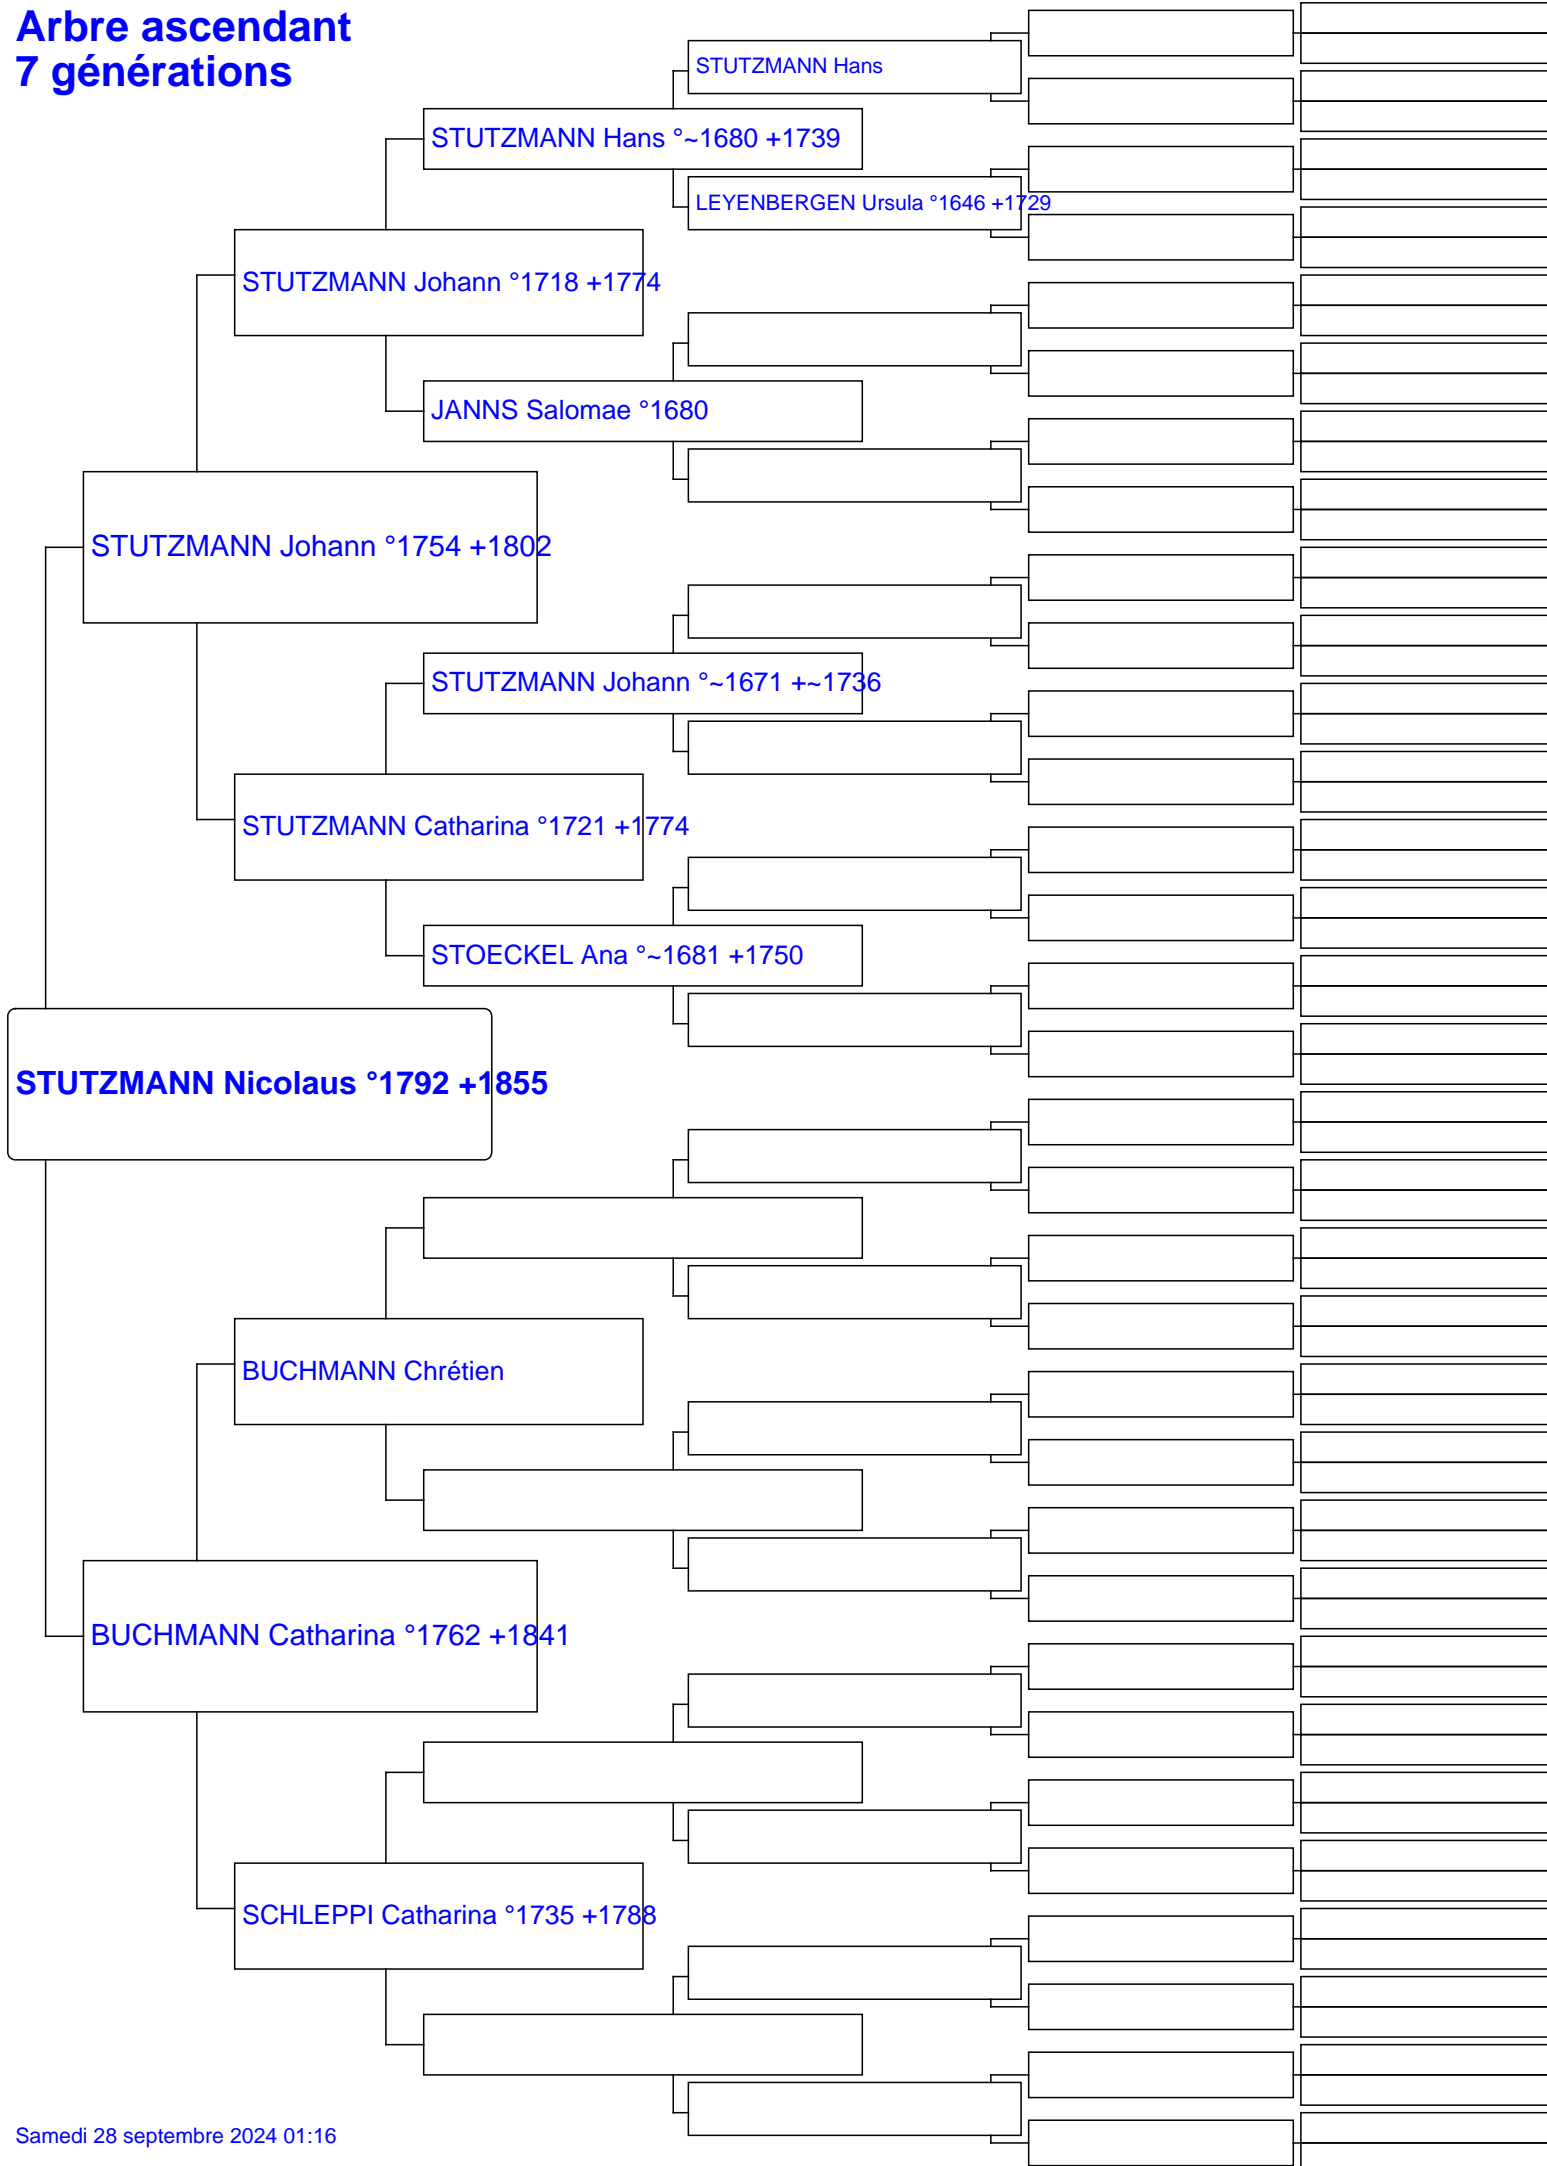 Arbre ascendant
7 générations
STUTZMANN Hans
STUTZMANN Hans °~1680 +1739
LEYENBERGEN Ursula °1646 +1729
STUTZMANN Johann °1718 +1774
JANNS Salomae °1680
STUTZMANN Johann °1754 +1802
STUTZMANN Johann °~1671 +~1736
STUTZMANN Catharina °1721 +1774
STOECKEL Ana °~1681 +1750
STUTZMANN Nicolaus °1792 +1855
BUCHMANN Chrétien
BUCHMANN Catharina °1762 +1841
SCHLEPPI Catharina °1735 +1788
Samedi 28 septembre 2024 01:16